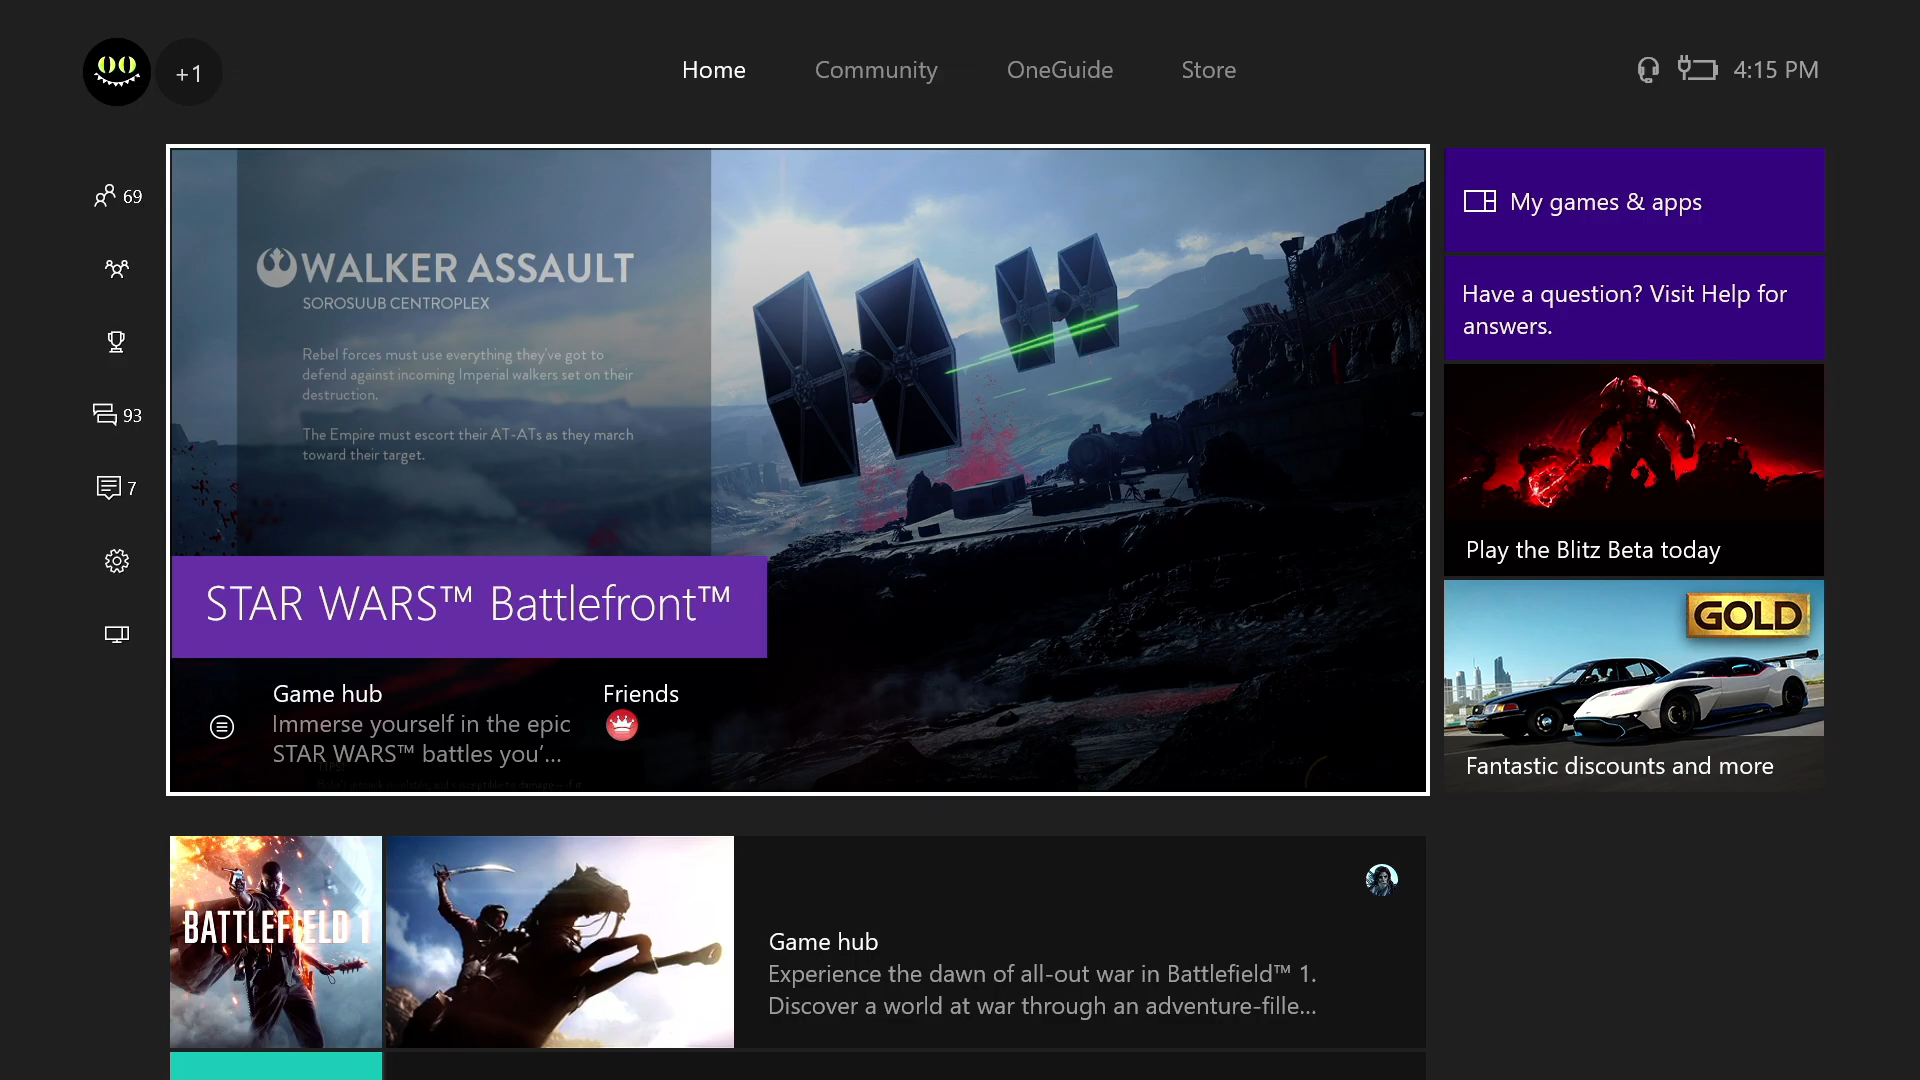 +1
Home
Community
OneGuide
Store
4:15 PM
69
93
7
WALKER ASSAULT
SOROSUUB CENTROPLEX
Rebel forces must use everything they've got to
defend against incoming Imperial walkers set on their
destruction.
The Empire must escort their AT-ATs as they march
toward their target.
STAR WARS™ Battlefront™
Game hub
Immerse yourself in the epic
STAR WARS™ battles you'...
Friends
My games & apps
Have a question? Visit Help for
answers.
Play the Blitz Beta today
GOLD
Fantastic discounts and more
BATTLEFIELD 1
Game hub
Experience the dawn of all-out war in Battlefield™ 1.
Discover a world at war through an adventure-fille...